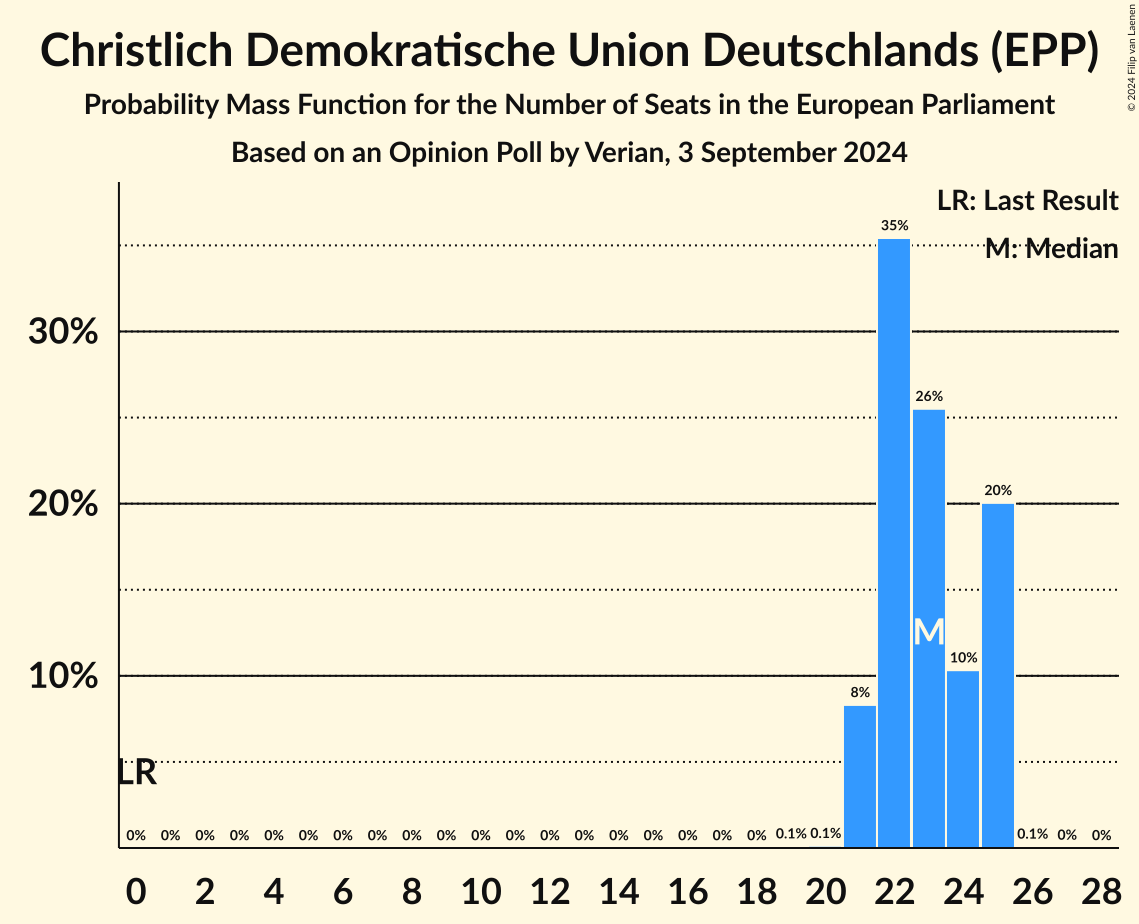 Christlich Demokratische Union Deutschlands (EPP)
Probability Mass Function for the Number of Seats in the European Parliament
Based on an Opinion Poll by Verian, 3 September 2024
© 2024 Filip van Laenen
LR: Last Result
M: Median
35%
30%
26%
20%
20%
M
10%
10%
8%
LR
0% 0% 0% 0% 0% 0% 0% 0% 0% 0% 0% 0% 0% 0% 0% 0% 0% 0% 0% 0.1% 0.1% 0.1% 0% 0%
0 2 4 6 8 10 12 14 16 18 20 22 24 26 28